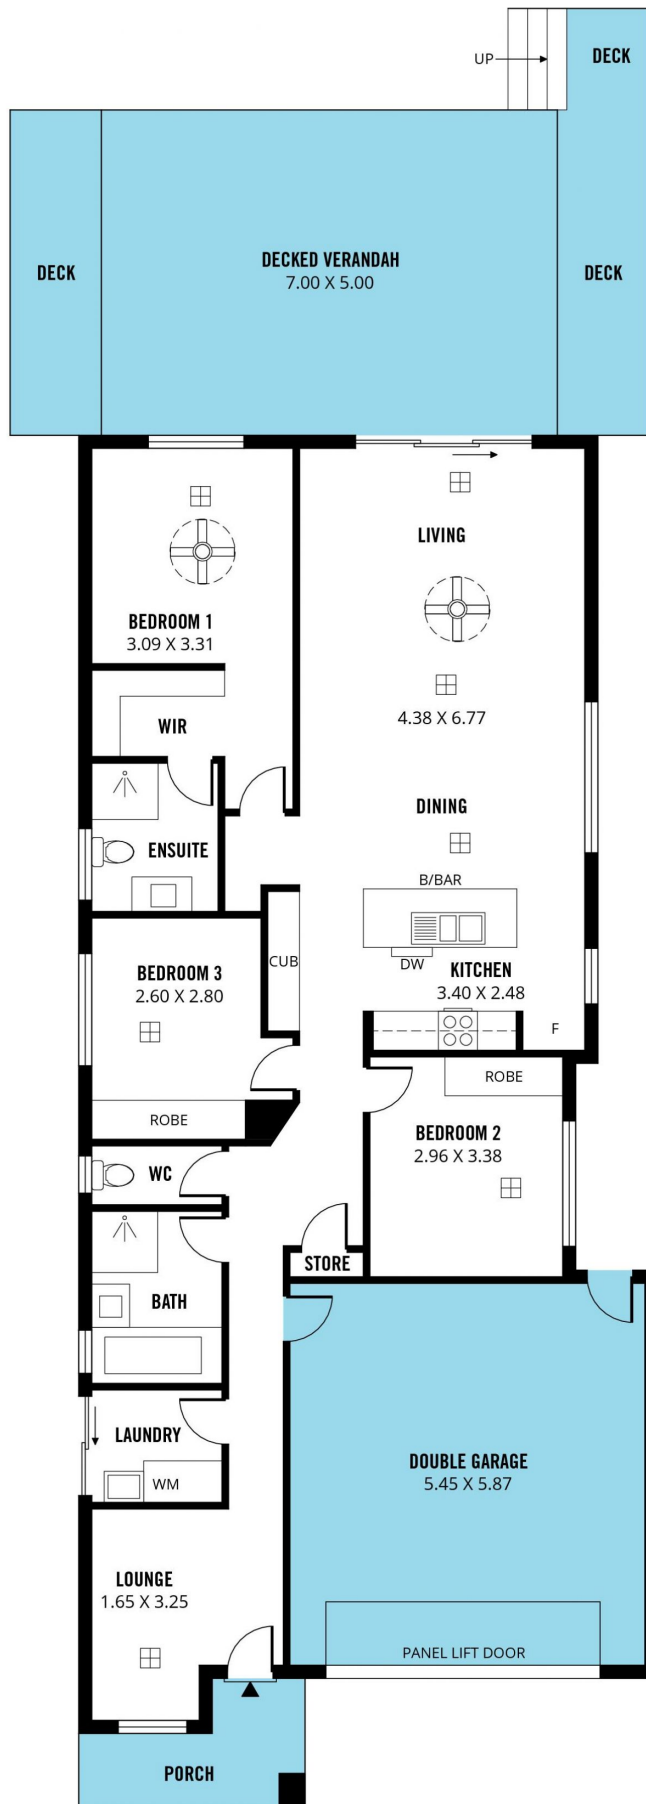 UP
DECK
DECKED VERANDAH
7.00 X 5.00
DECK
DECK
LIVING
BEDROOM 1
3.09 X 3.31
4.38 X 6.77
WIR
DINING
ENSUITE
B/BAR
CUB
DW
KITCHEN
3.40 X 2.48
BEDROOM 3
2.60 X 2.80
F
ROBE
ROBE
BEDROOM 2
2.96 X 3.38
WC
STORE
BATH
LAUNDRY
WM
DOUBLE GARAGE
5.45 X 5.87
LOUNGE
1.65 X 3.25
PANEL LIFT DOOR
PORCH